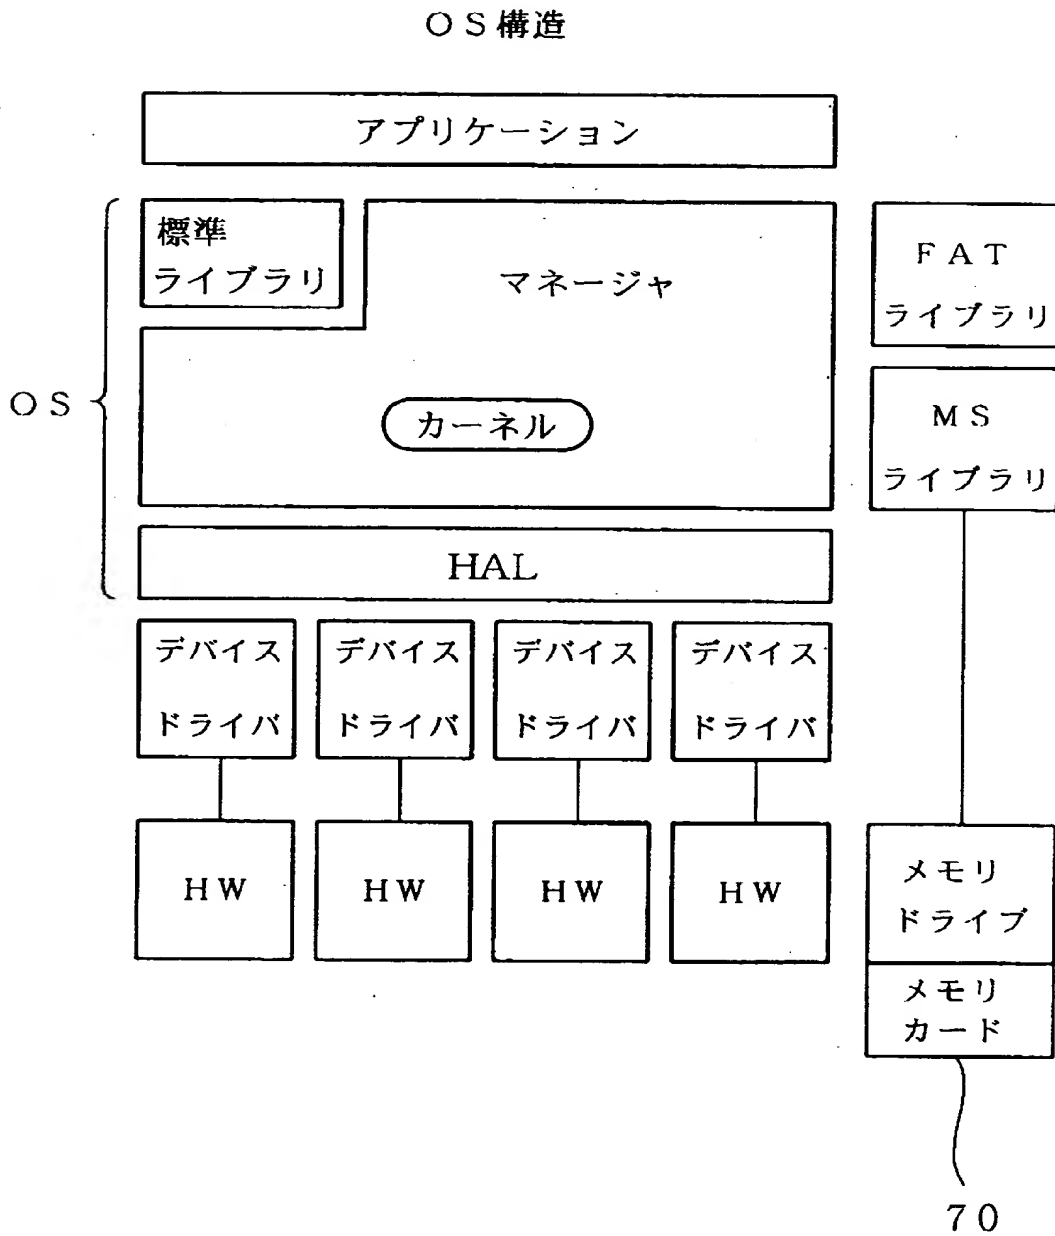 OS構造
アプリケーション
標準
ライブラリ
マネージャ
カーネル
OS
HAL
FAT
ライブラリ
MS
ライブラリ
デバイス
ドライバ
デバイス
ドライバ
デバイス
ドライバ
デバイス
ドライバ
HW
HW
HW
HW
メモリ
ドライブ
メモリ
カード
70